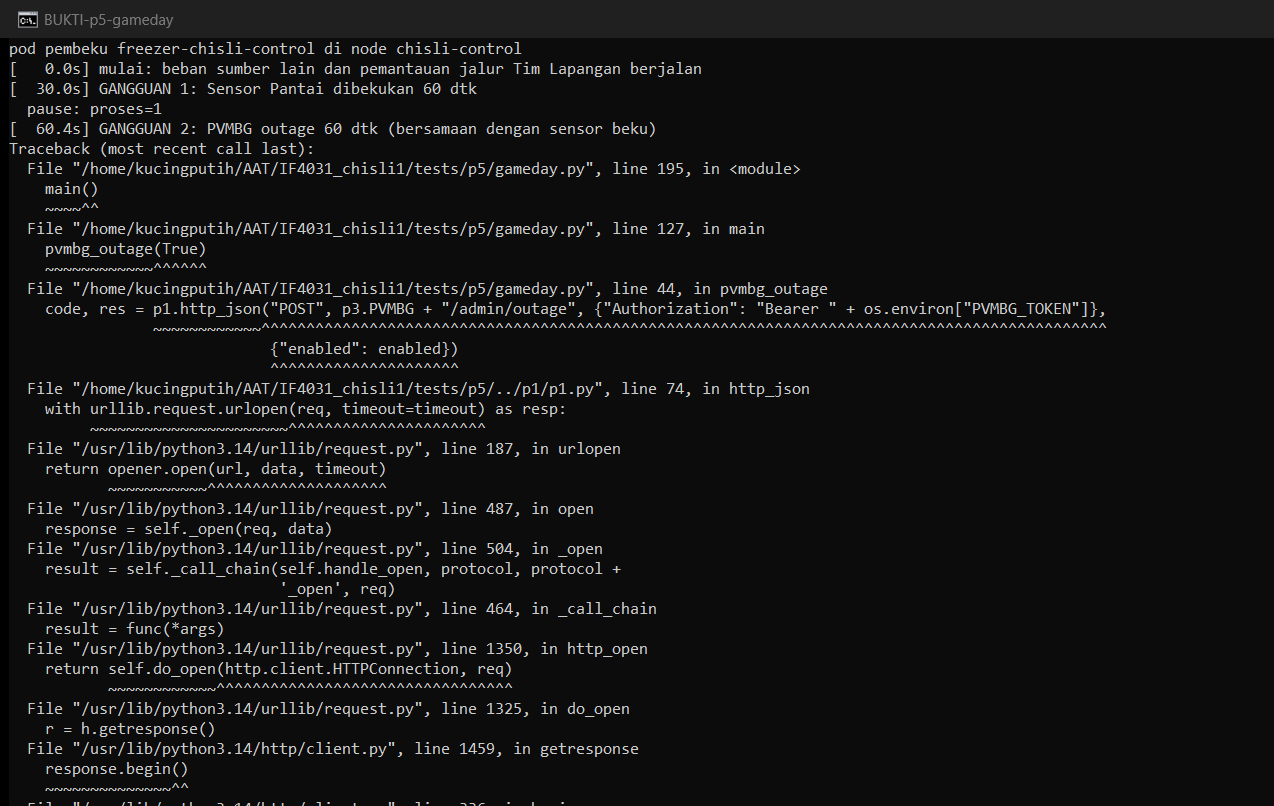 BUKTI-p5-gameday
pod pembeku freezer-chisli-control di node chisli-control
[   0.0s] mulai: beban sumber lain dan pemantauan jalur Tim Lapangan berjalan
[  30.0s] GANGGUAN 1: Sensor Pantai dibekukan 60 dtk
  pause: proses=1
[  60.4s] GANGGUAN 2: PVMBG outage 60 dtk (bersamaan dengan sensor beku)
Traceback (most recent call last):
  File "/home/kucingputih/AAT/IF4031_chisli1/tests/p5/gameday.py", line 195, in <module>
    main()
    ~~~~^^
  File "/home/kucingputih/AAT/IF4031_chisli1/tests/p5/gameday.py", line 127, in main
    pvmbg_outage(True)
    ~~~~~~~~~~~~^^^^^^
  File "/home/kucingputih/AAT/IF4031_chisli1/tests/p5/gameday.py", line 44, in pvmbg_outage
    code, res = p1.http_json("POST", p3.PVMBG + "/admin/outage", {"Authorization": "Bearer " + os.environ["PVMBG_TOKEN"]},
                ~~~~~~~~~~~~^^^^^^^^^^^^^^^^^^^^^^^^^^^^^^^^^^^^^^^^^^^^^^^^^^^^^^^^^^^^^^^^^^^^^^^^^^^^^^^^^^^^^^^^^^^^^^
                             {"enabled": enabled})
                             ^^^^^^^^^^^^^^^^^^^^^
  File "/home/kucingputih/AAT/IF4031_chisli1/tests/p5/../p1/p1.py", line 74, in http_json
    with urllib.request.urlopen(req, timeout=timeout) as resp:
         ~~~~~~~~~~~~~~~~~~~~~~^^^^^^^^^^^^^^^^^^^^^^
  File "/usr/lib/python3.14/urllib/request.py", line 187, in urlopen
    return opener.open(url, data, timeout)
           ~~~~~~~~~~~^^^^^^^^^^^^^^^^^^^^
  File "/usr/lib/python3.14/urllib/request.py", line 487, in open
    response = self._open(req, data)
  File "/usr/lib/python3.14/urllib/request.py", line 504, in _open
    result = self._call_chain(self.handle_open, protocol, protocol +
                              '_open', req)
  File "/usr/lib/python3.14/urllib/request.py", line 464, in _call_chain
    result = func(*args)
  File "/usr/lib/python3.14/urllib/request.py", line 1350, in http_open
    return self.do_open(http.client.HTTPConnection, req)
           ~~~~~~~~~~~~^^^^^^^^^^^^^^^^^^^^^^^^^^^^^^^^^
  File "/usr/lib/python3.14/urllib/request.py", line 1325, in do_open
    r = h.getresponse()
  File "/usr/lib/python3.14/http/client.py", line 1459, in getresponse
    response.begin()
    ~~~~~~~~~~~~~~^^